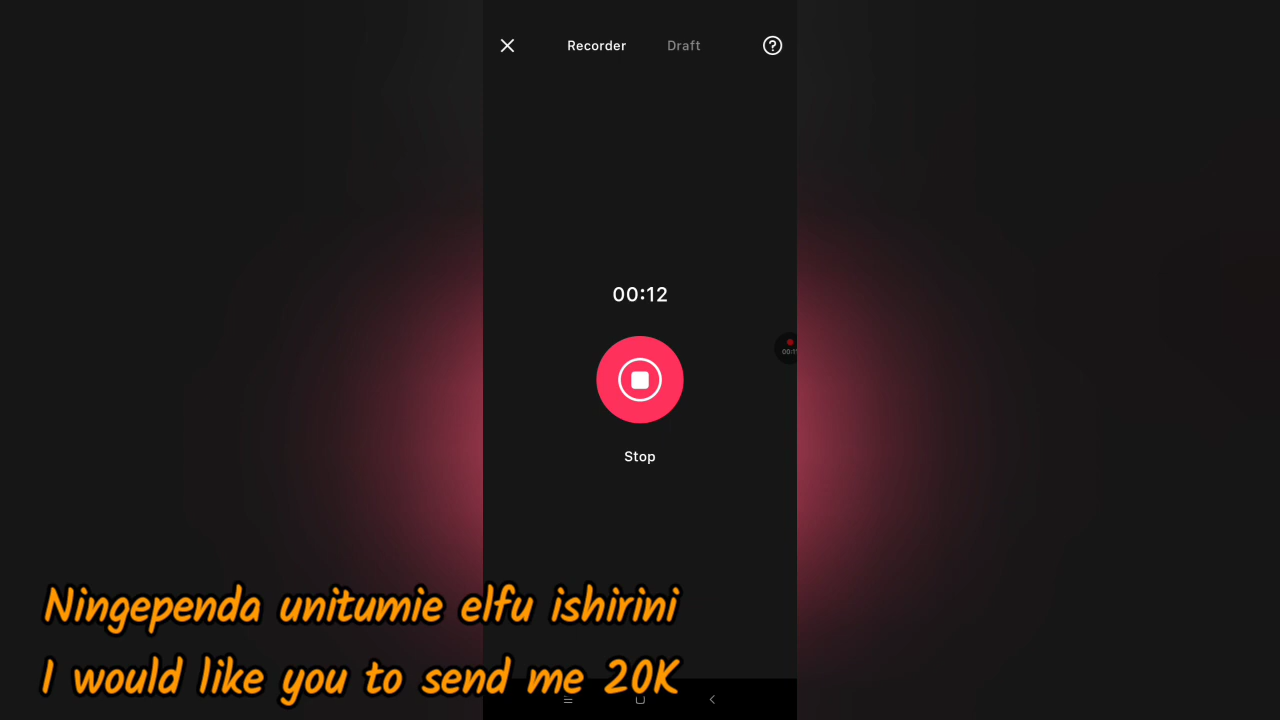 Recorder Draft
00:12
Stop
Ningependa unitumie elfu ishirini
I would like you to send me 20K